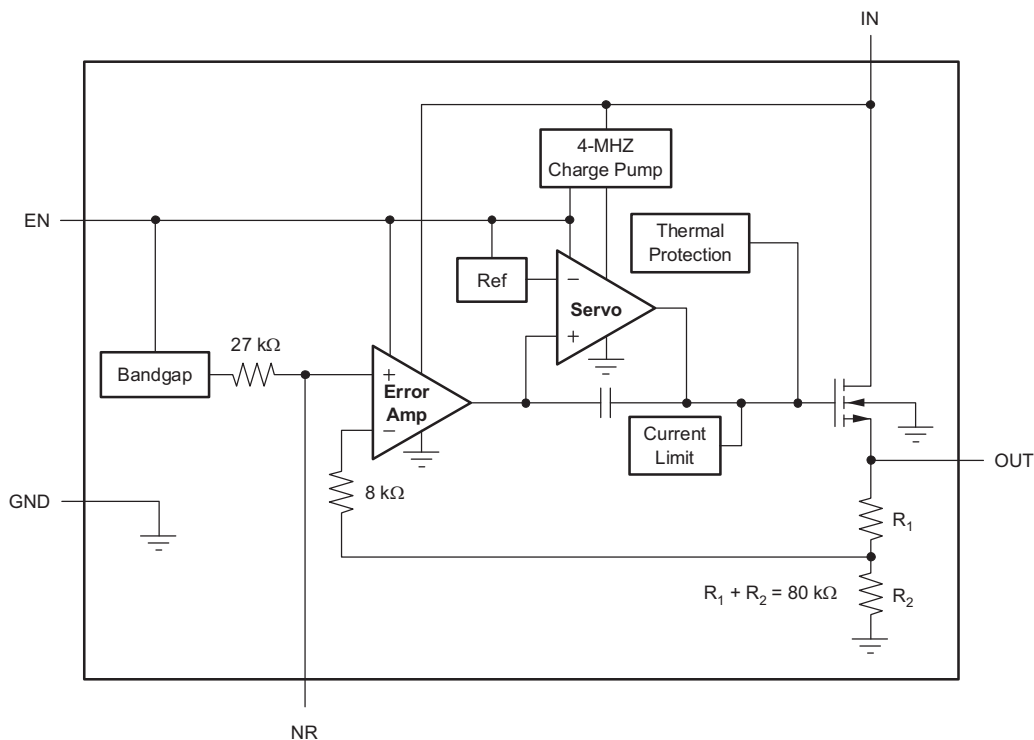 IN
4-MHZ
Charge Pump
EN
Thermal
Protection
Ref
−
Servo
+
27 kΩ
Bandgap
+
Error
Amp
−
Current
Limit
OUT
8 kΩ
GND
R1
R1 + R2 = 80 kΩ
R2
NR